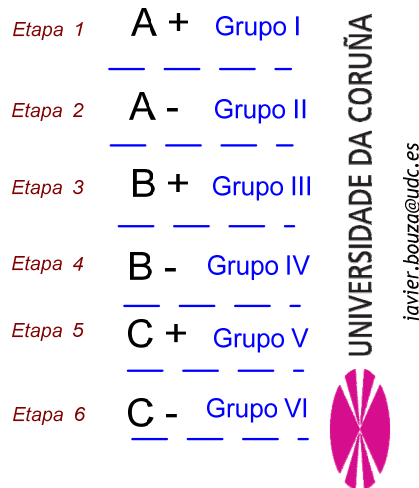 Etapa 1 A + Grupo I
Etapa 2 A - Grupo II
Etapa 3 B + Grupo III
Etapa 4 B - Grupo IV
Etapa 5 C + Grupo V
Etapa 6 C - Grupo VI
UNIVERSIDADE DA CORUÑA
javier.bouza@udc.es